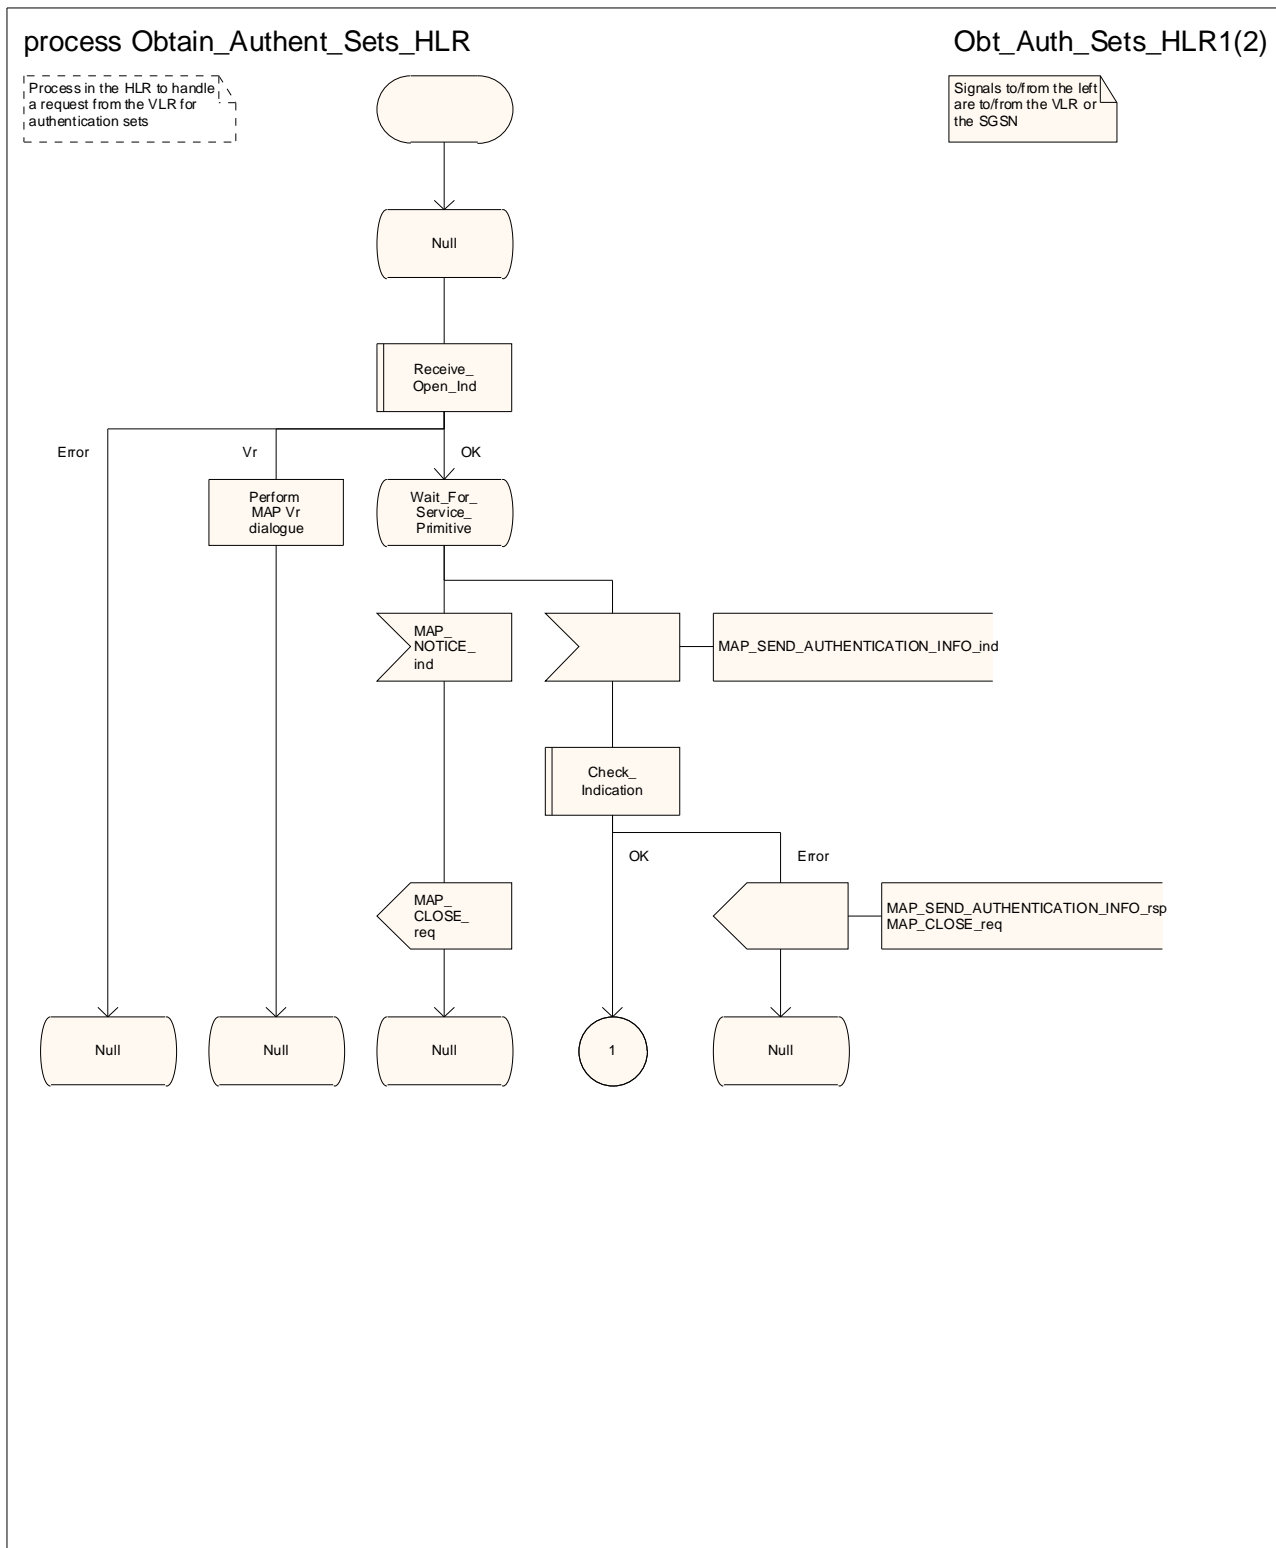 process Obtain_Authent_Sets_HLR
Obt_Auth_Sets_HLR1(2)
Process in the HLR to handle
a request from the VLR for
authentication sets
Signals to/from the left
are to/from the VLR or
the SGSN
Null
Receive_
Open_Ind
Error
Vr
OK
Perform
MAP Vr
dialogue
Wait_For_
Service_
Primitive
MAP_
NOTICE_
ind
MAP_SEND_AUTHENTICATION_INFO_ind
Check_
Indication
OK
Error
MAP_
CLOSE_
req
MAP_SEND_AUTHENTICATION_INFO_rsp
MAP_CLOSE_req
Null
Null
Null
1
Null